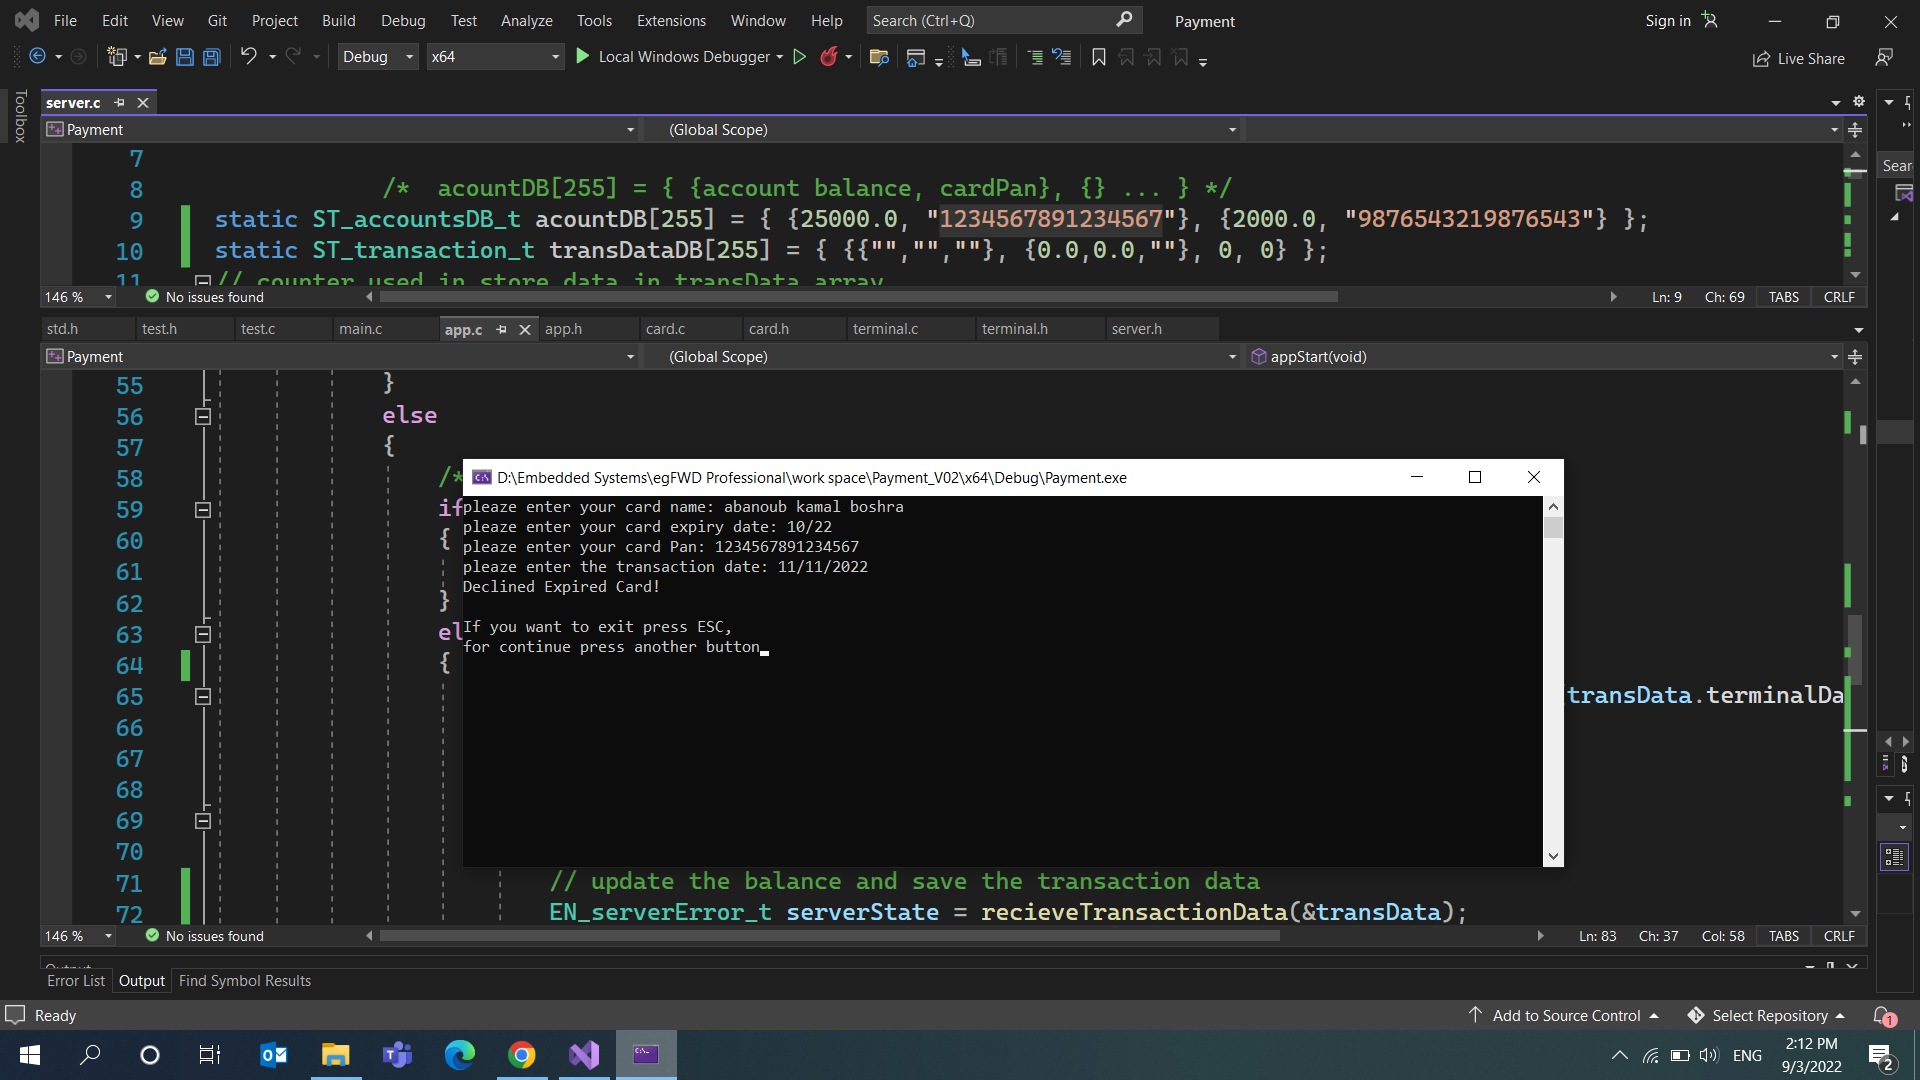 File Edit View Git Project Build Debug Test Analyze Tools Extensions Window Help Search (Ctrl+Q) Payment Sign in
Debug x64 Local Windows Debugger Live Share
Toolbox
server.c
Payment (Global Scope)
7
8 /*  acountDB[255] = { {account balance, cardPan}, {} ... } */
9 static ST_accountsDB_t acountDB[255] = { {25000.0, "1234567891234567"}, {2000.0, "9876543219876543"} };
10 static ST_transaction_t transDataDB[255] = { {{"","",""}, {0.0,0.0,""}, 0, 0} };
11 // counter used in store data in transData array
146 % No issues found Ln: 9 Ch: 69 TABS CRLF
std.h test.h test.c main.c app.c app.h card.c card.h terminal.c terminal.h server.h
Payment (Global Scope) appStart(void)
55 }
56 else
57 {
58 /*
59 if
60 {
61
62 }
63 el
64 {
65 transData.terminalDa
66
67
68
69
70
71 // update the balance and save the transaction data
72 EN_serverError_t serverState = recieveTransactionData(&transData);
D:\Embedded Systems\egFWD Professional\work space\Payment_V02\x64\Debug\Payment.exe
pleaze enter your card name: abanoub kamal boshra
pleaze enter your card expiry date: 10/22
pleaze enter your card Pan: 1234567891234567
pleaze enter the transaction date: 11/11/2022
Declined Expired Card!
If you want to exit press ESC,
for continue press another button
146 % No issues found Ln: 83 Ch: 37 Col: 58 TABS CRLF
Output
Error List Output Find Symbol Results
Ready Add to Source Control Select Repository 1
ENG 2:12 PM
9/3/2022 2
Sear